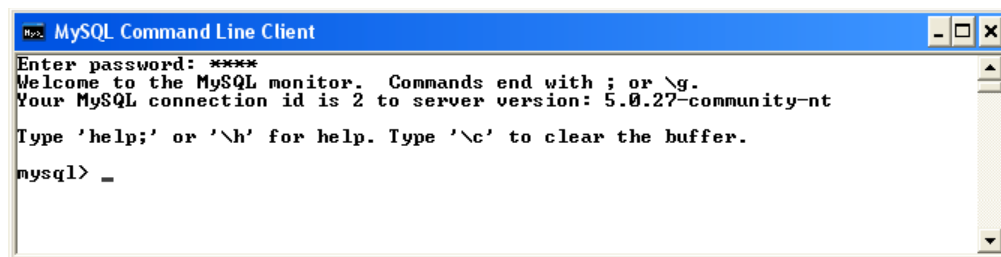 MySQL Command Line Client
Enter password: ****
Welcome to the MySQL monitor.  Commands end with ; or \g.
Your MySQL connection id is 2 to server version: 5.0.27-community-nt
Type 'help;' or '\h' for help. Type '\c' to clear the buffer.
mysql> _